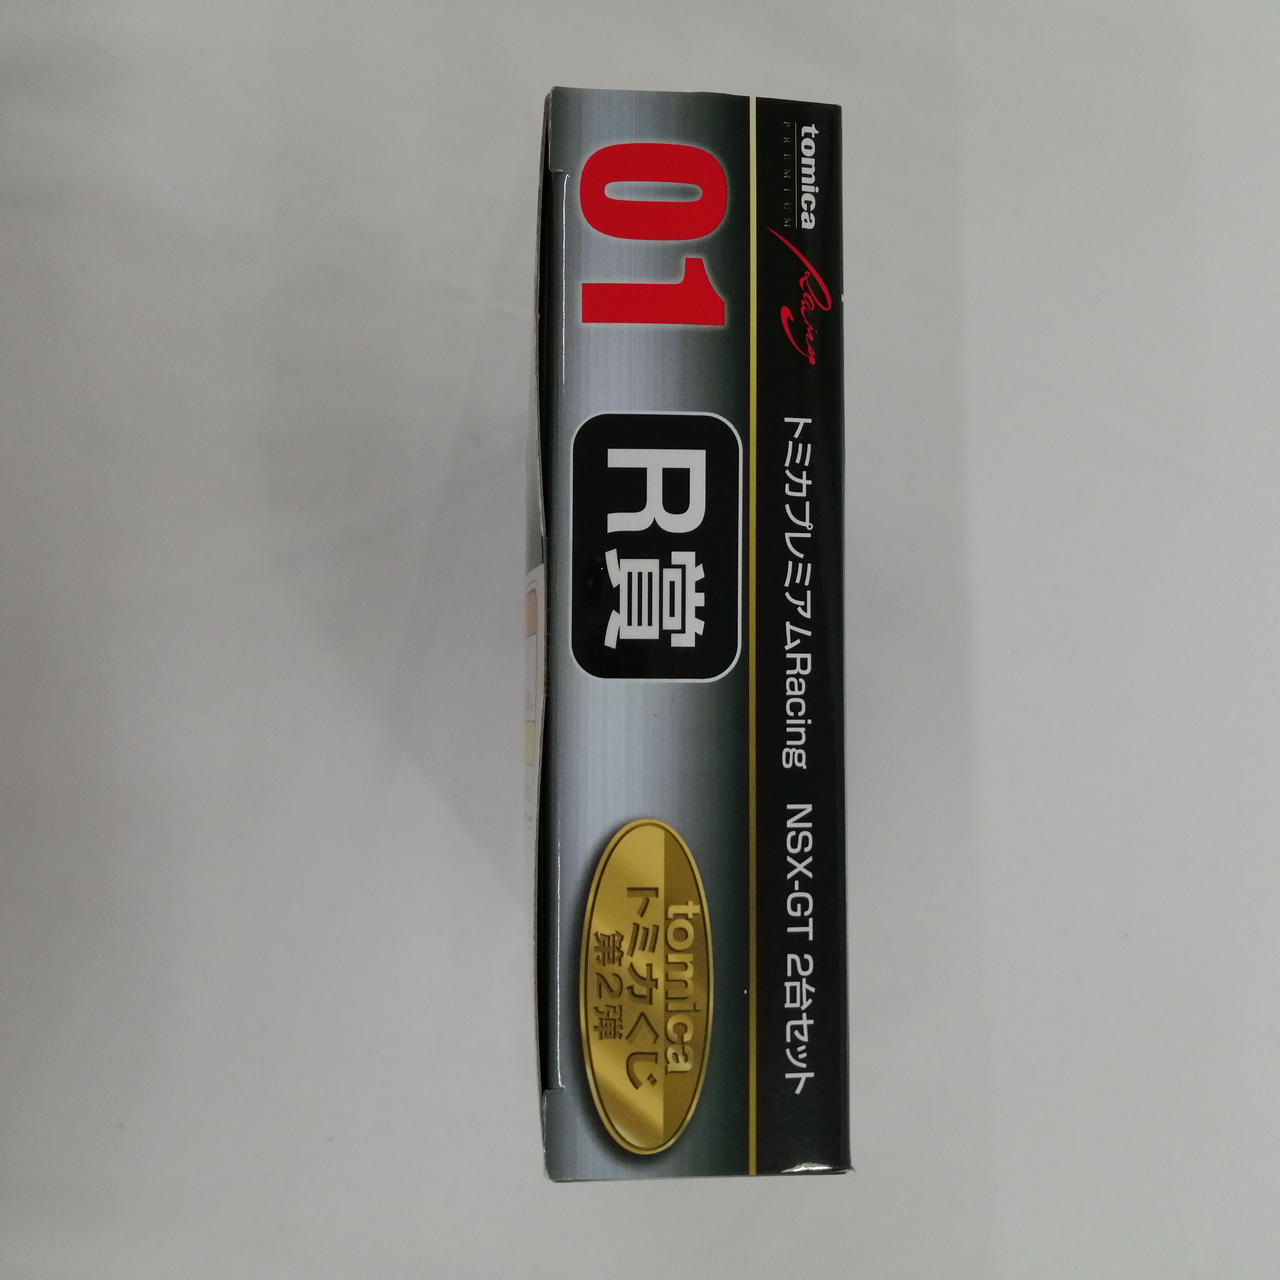 tomica
PREMIUM
Racing
トミカプレミアムRacing NSX-GT 2台セット
01
R賞
tomica
トミカくじ
第2弾